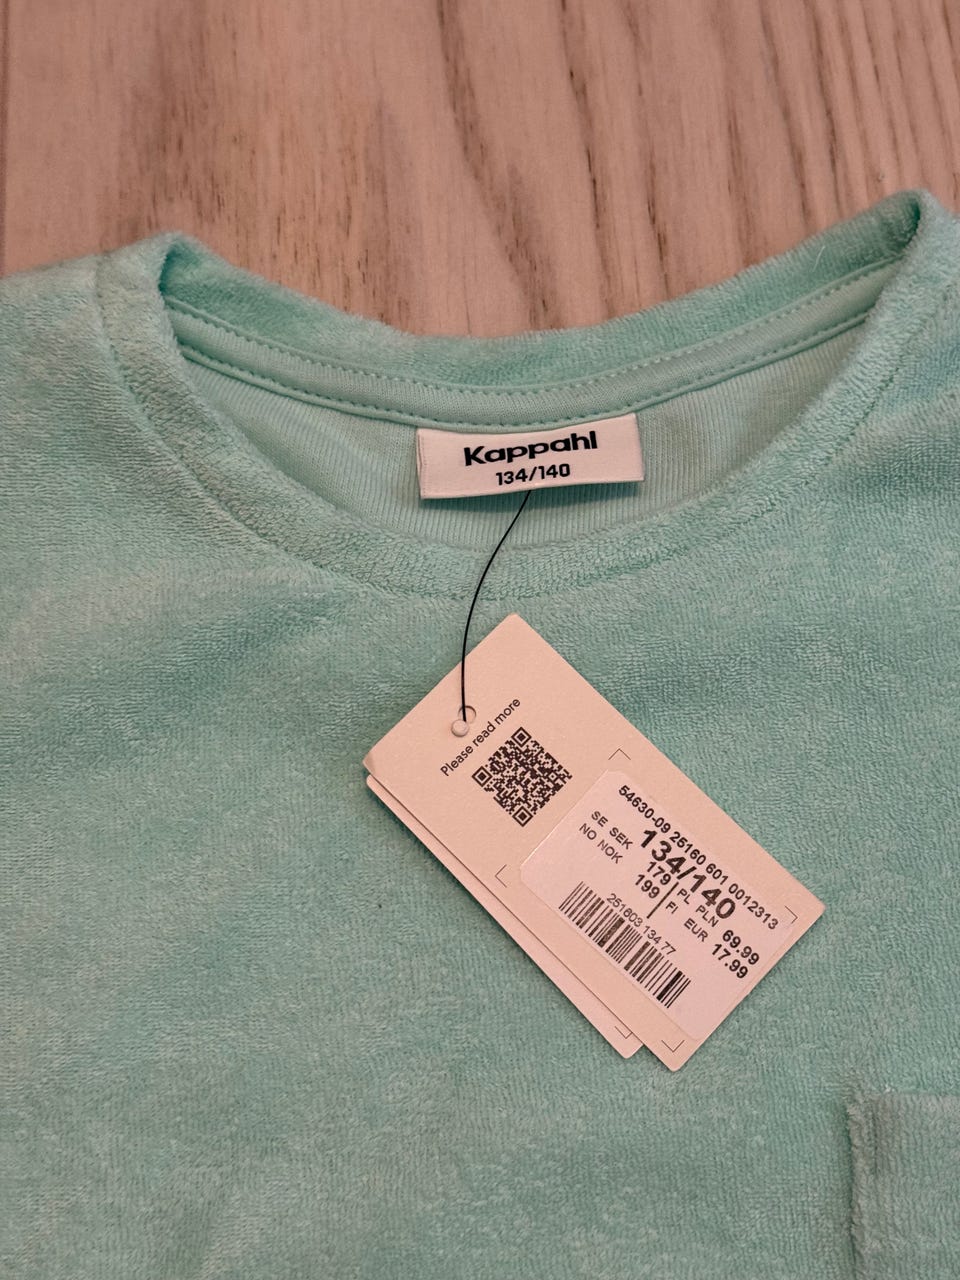 Kappahl
134/140
Please read more
54630-09 25160 601 0012313
134/140
SE SEK 179 PL PLN 69.99
NO NOK 199 FI EUR 17.99
251603 134 77